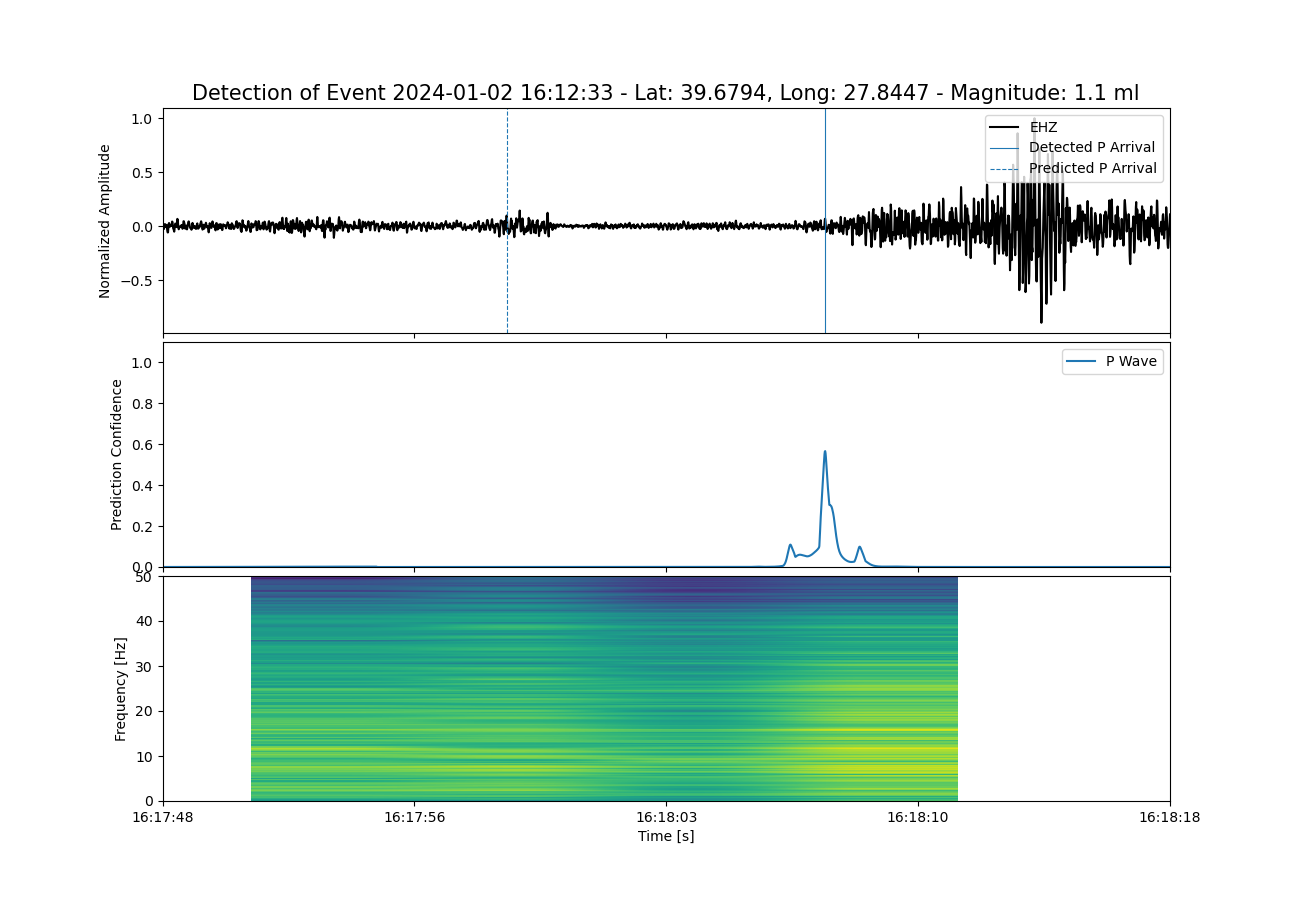 Detection of Event 2024-01-02 16:12:33 - Lat: 39.6794, Long: 27.8447 - Magnitude: 1.1 ml
1.0
0.5
0.0
−0.5
Normalized Amplitude
EHZ
Detected P Arrival
Predicted P Arrival
1.0
0.8
0.6
0.4
0.2
0.0
Prediction Confidence
P Wave
50
40
30
20
10
0
Frequency [Hz]
16:17:48
16:17:56
16:18:03
16:18:10
16:18:18
Time [s]